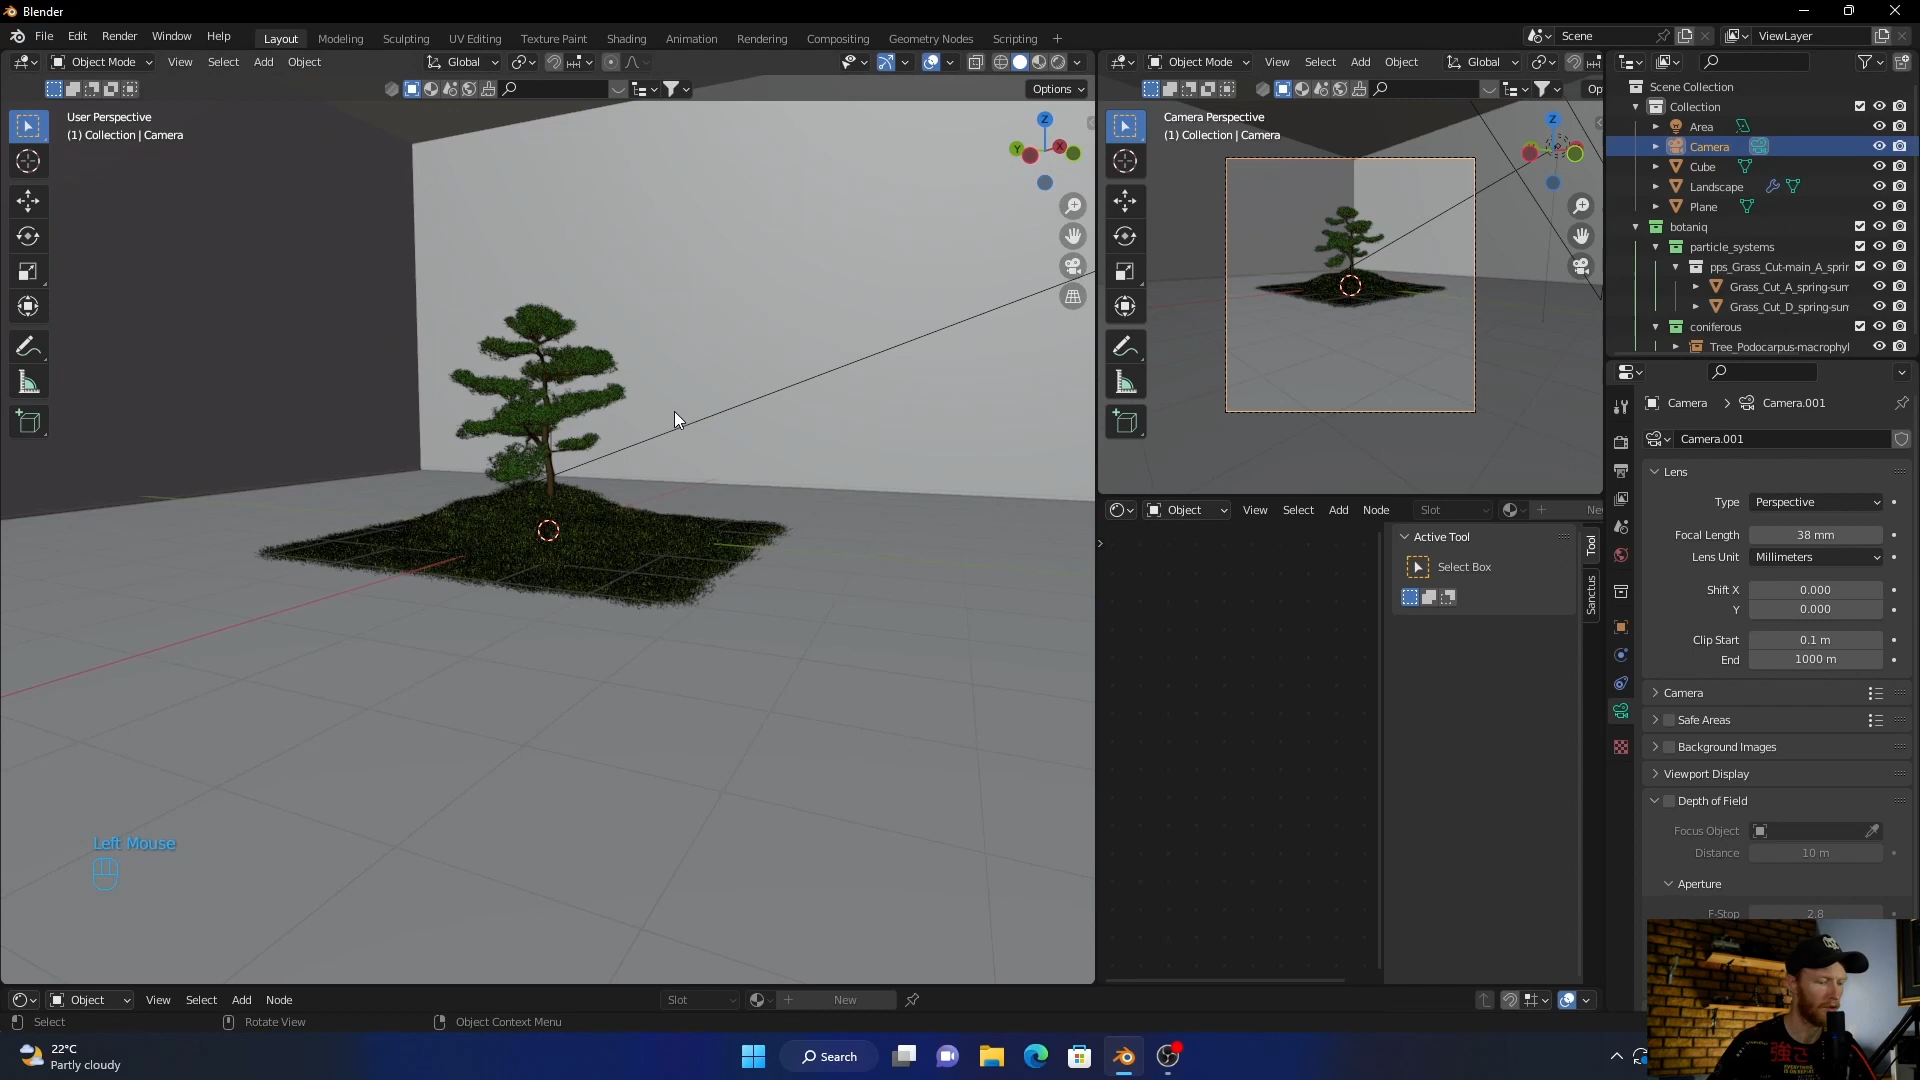 Blender
File Edit Render Window Help
Layout Modeling Sculpting UV Editing Texture Paint Shading Animation Rendering Compositing Geometry Nodes Scripting +
Scene
ViewLayer
Object Mode View Select Add Object
Global
Options
User Perspective
(1) Collection | Camera
Z
Y
X
Left Mouse
Object Mode View Select Add Object
Global
Op
Camera Perspective
(1) Collection | Camera
Z
Object View Select Add Node
Slot
Ne
Active Tool
Select Box
Tool
Sanctus
Scene Collection
Collection
Area
Camera
Cube
Landscape
Plane
botaniq
particle_systems
pps_Grass_Cut-main_A_sprir
Grass_Cut_A_spring-sum
Grass_Cut_D_spring-sum
coniferous
Tree_Podocarpus-macrophyl
Camera > Camera.001
Camera.001
Lens
Type Perspective
Focal Length 38 mm
Lens Unit Millimeters
Shift X 0.000
Y 0.000
Clip Start 0.1 m
End 1000 m
Camera
Safe Areas
Background Images
Viewport Display
Depth of Field
Focus Object
Distance 10 m
Aperture
F-Stop 2.8
Object View Select Add Node
Slot
New
Select
Rotate View
Object Context Menu
22°C
Partly cloudy
Search
強さ